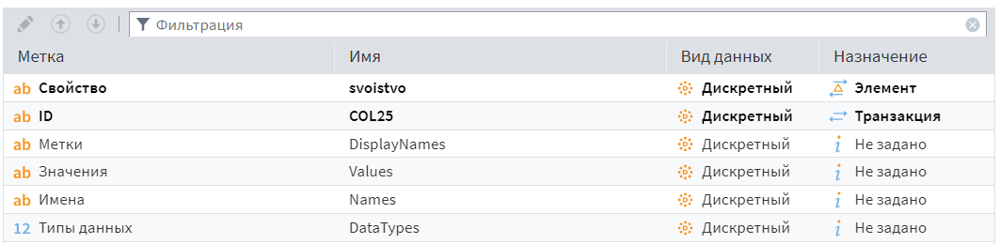 Фильтрация
Метка Имя Вид данных Назначение
ab Свойство svoistvo Дискретный Элемент
ab ID COL25 Дискретный Транзакция
ab Метки DisplayNames Дискретный Не задано
ab Значения Values Дискретный Не задано
ab Имена Names Дискретный Не задано
12 Типы данных DataTypes Дискретный Не задано